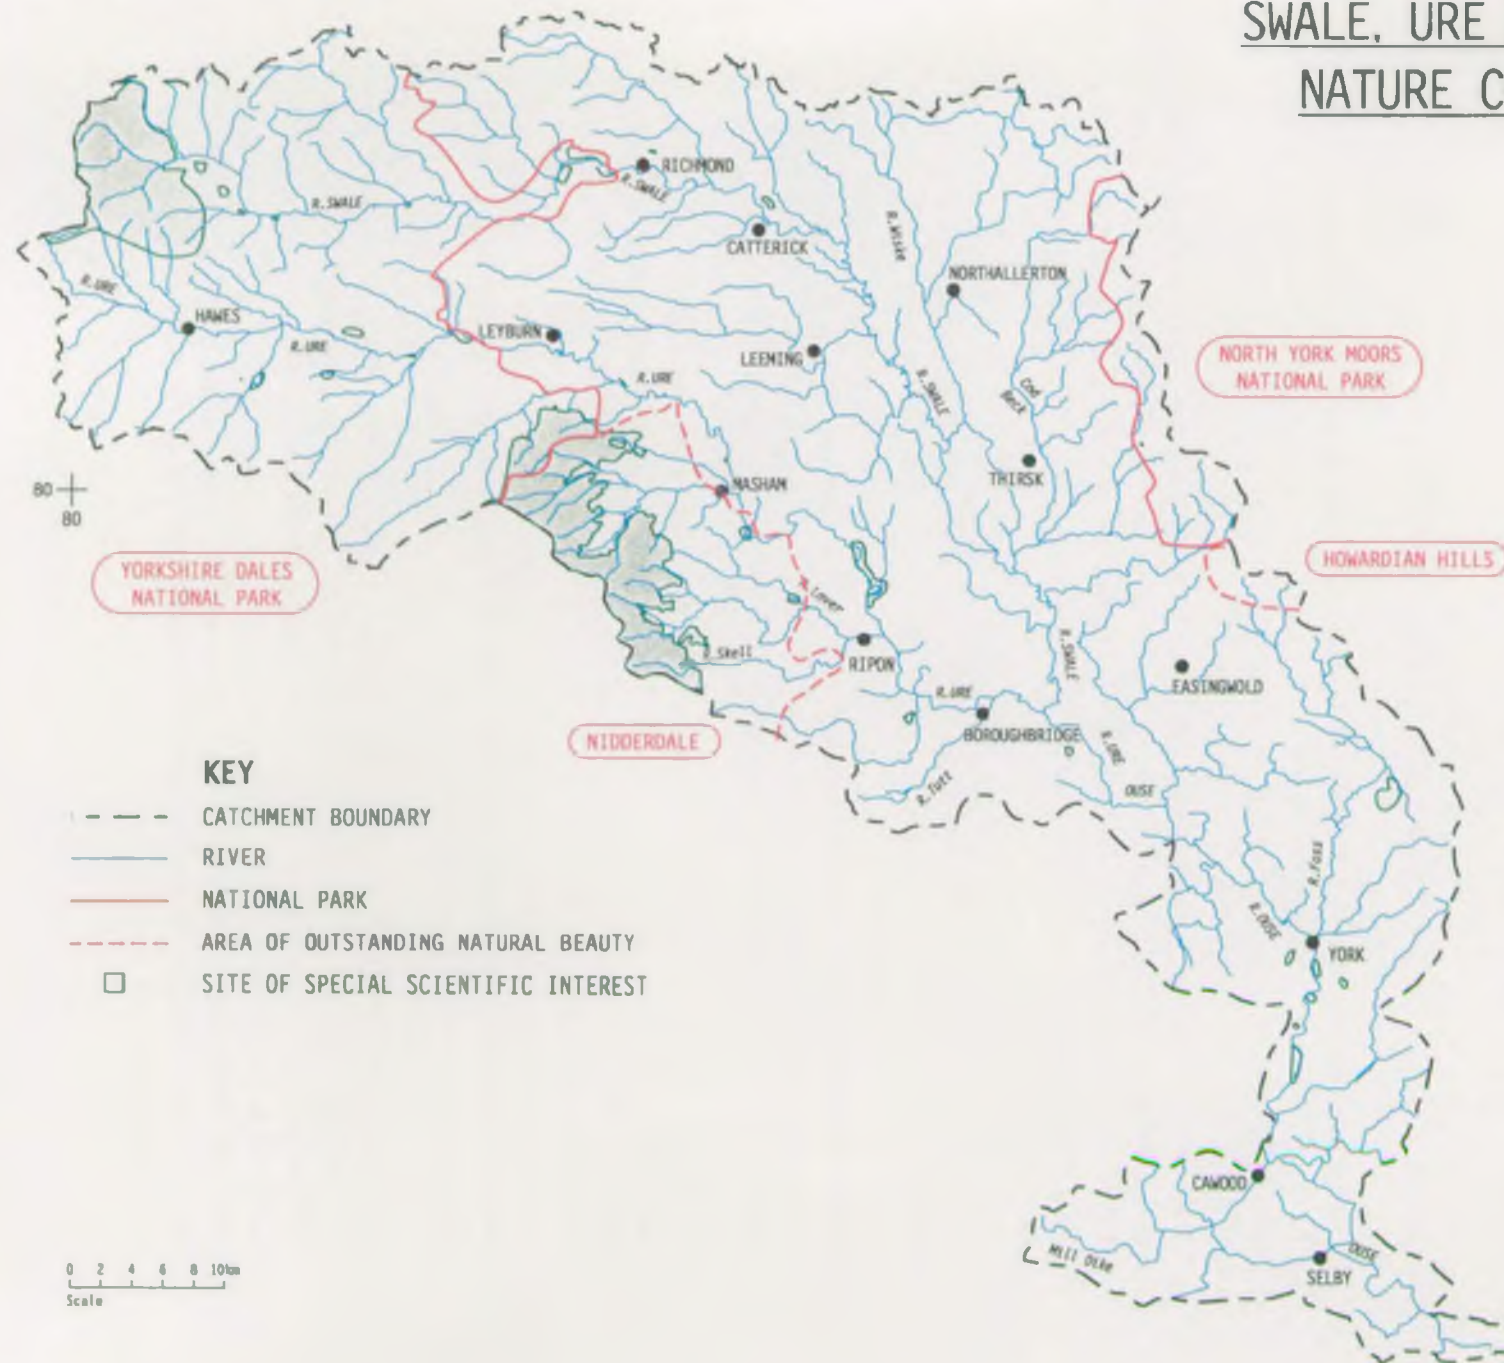 SWALE, URE
NATURE C
RICHMOND
R.SWALE
R.SWALE
CATTERICK
R.Wiske
NORTHALLERTON
R.URE
HAWES
R.URE
LEYBURN
LEEMING
R.URE
R.SWALE
Cod
Beck
NORTH YORK MOORS
NATIONAL PARK
THIRSK
MASHAM
80
80
YORKSHIRE DALES
NATIONAL PARK
HOWARDIAN HILLS
R.Laver
R.Skell
RIPON
R.SWALE
EASINGWOLD
R.URE
BOROUGHBRIDGE
R.URE
NIDDERDALE
R.Tutt
OUSE
R.Foss
R.OUSE
YORK
KEY
CATCHMENT BOUNDARY
RIVER
NATIONAL PARK
AREA OF OUTSTANDING NATURAL BEAUTY
SITE OF SPECIAL SCIENTIFIC INTEREST
CAWOOD
Mill Dike
OUSE
SELBY
0 2 4 6 8 10km
Scale